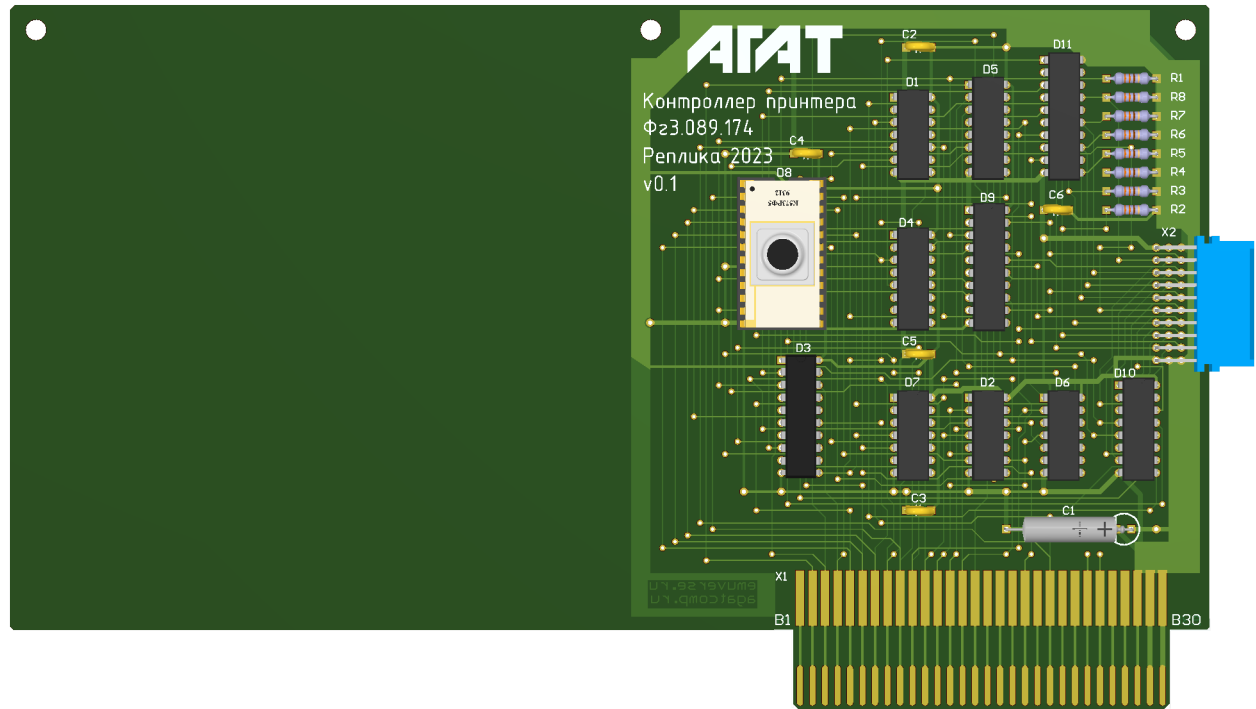 АГАТ
Контроллер принтера
Фг3.089.174
Реплика 2023
v0.1
C2
D11
D1
D5
R1
R8
R7
R6
R5
R4
R3
R2
C4
D8
9312
К573РФ5
D9
C6
D4
X2
C5
D3
D7
D2
D6
D10
C3
C1
+
X1
emuverse.ru
agatcomp.ru
B1
B30